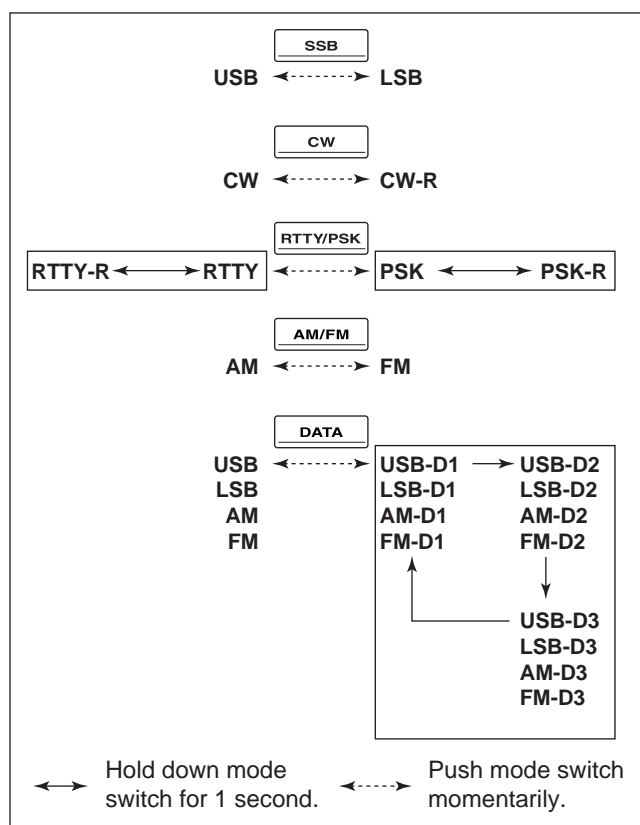 SSB
USB LSB
CW
CW CW-R
RTTY/PSK
RTTY-R RTTY PSK PSK-R
AM/FM
AM FM
DATA
USB USB-D1 USB-D2
LSB LSB-D1 LSB-D2
AM AM-D1 AM-D2
FM FM-D1 FM-D2
USB-D3
LSB-D3
AM-D3
FM-D3
Hold down mode
switch for 1 second.
Push mode switch
momentarily.